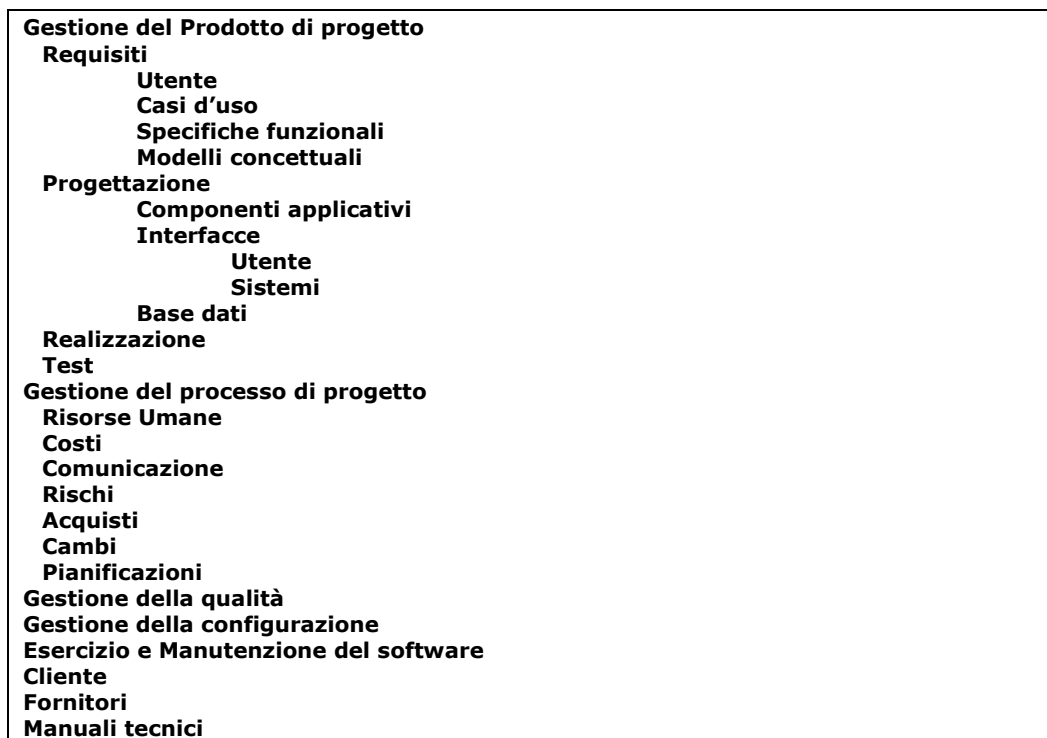 Gestione del Prodotto di progetto
Requisiti
Utente
Casi d’uso
Specifiche funzionali
Modelli concettuali
Progettazione
Componenti applicativi
Interfacce
Utente
Sistemi
Base dati
Realizzazione
Test
Gestione del processo di progetto
Risorse Umane
Costi
Comunicazione
Rischi
Acquisti
Cambi
Pianificazioni
Gestione della qualità
Gestione della configurazione
Esercizio e Manutenzione del software
Cliente
Fornitori
Manuali tecnici